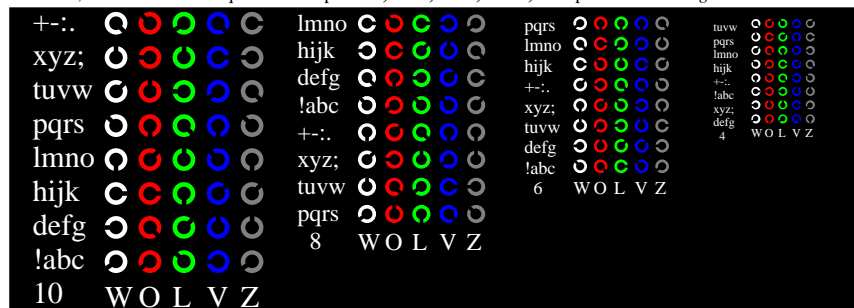 +-:.
xyz;
tuvw
pqrs
lmno
hijk
defg
!abc
10 W O L V Z
lmno
hijk
defg
!abc
+-:.
xyz;
tuvw
pqrs
8 W O L V Z
pqrs
lmno
hijk
+-:.
xyz;
tuvw
defg
!abc
6 W O L V Z
tuvw
pqrs
lmno
hijk
+-:.
!abc
xyz;
defg
4 W O L V Z